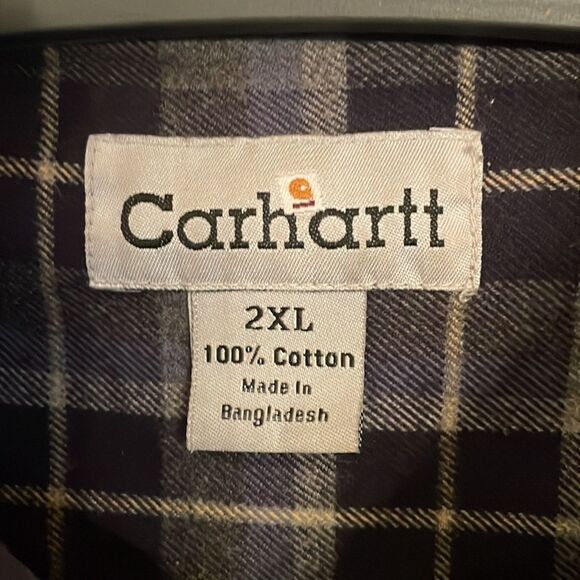 Carhartt
2XL
100% Cotton
Made In
Bangladesh